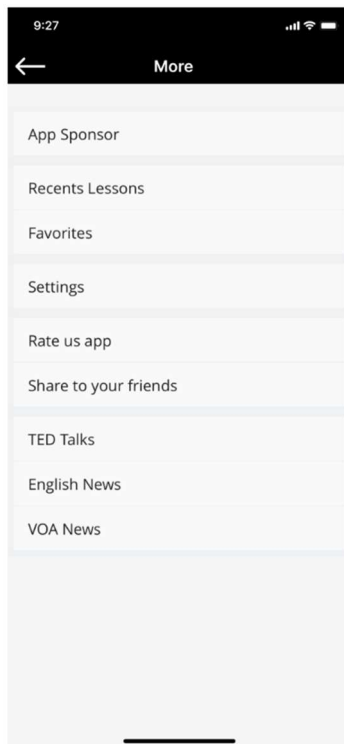 9:27
More
App Sponsor
Recents Lessons
Favorites
Settings
Rate us app
Share to your friends
TED Talks
English News
VOA News